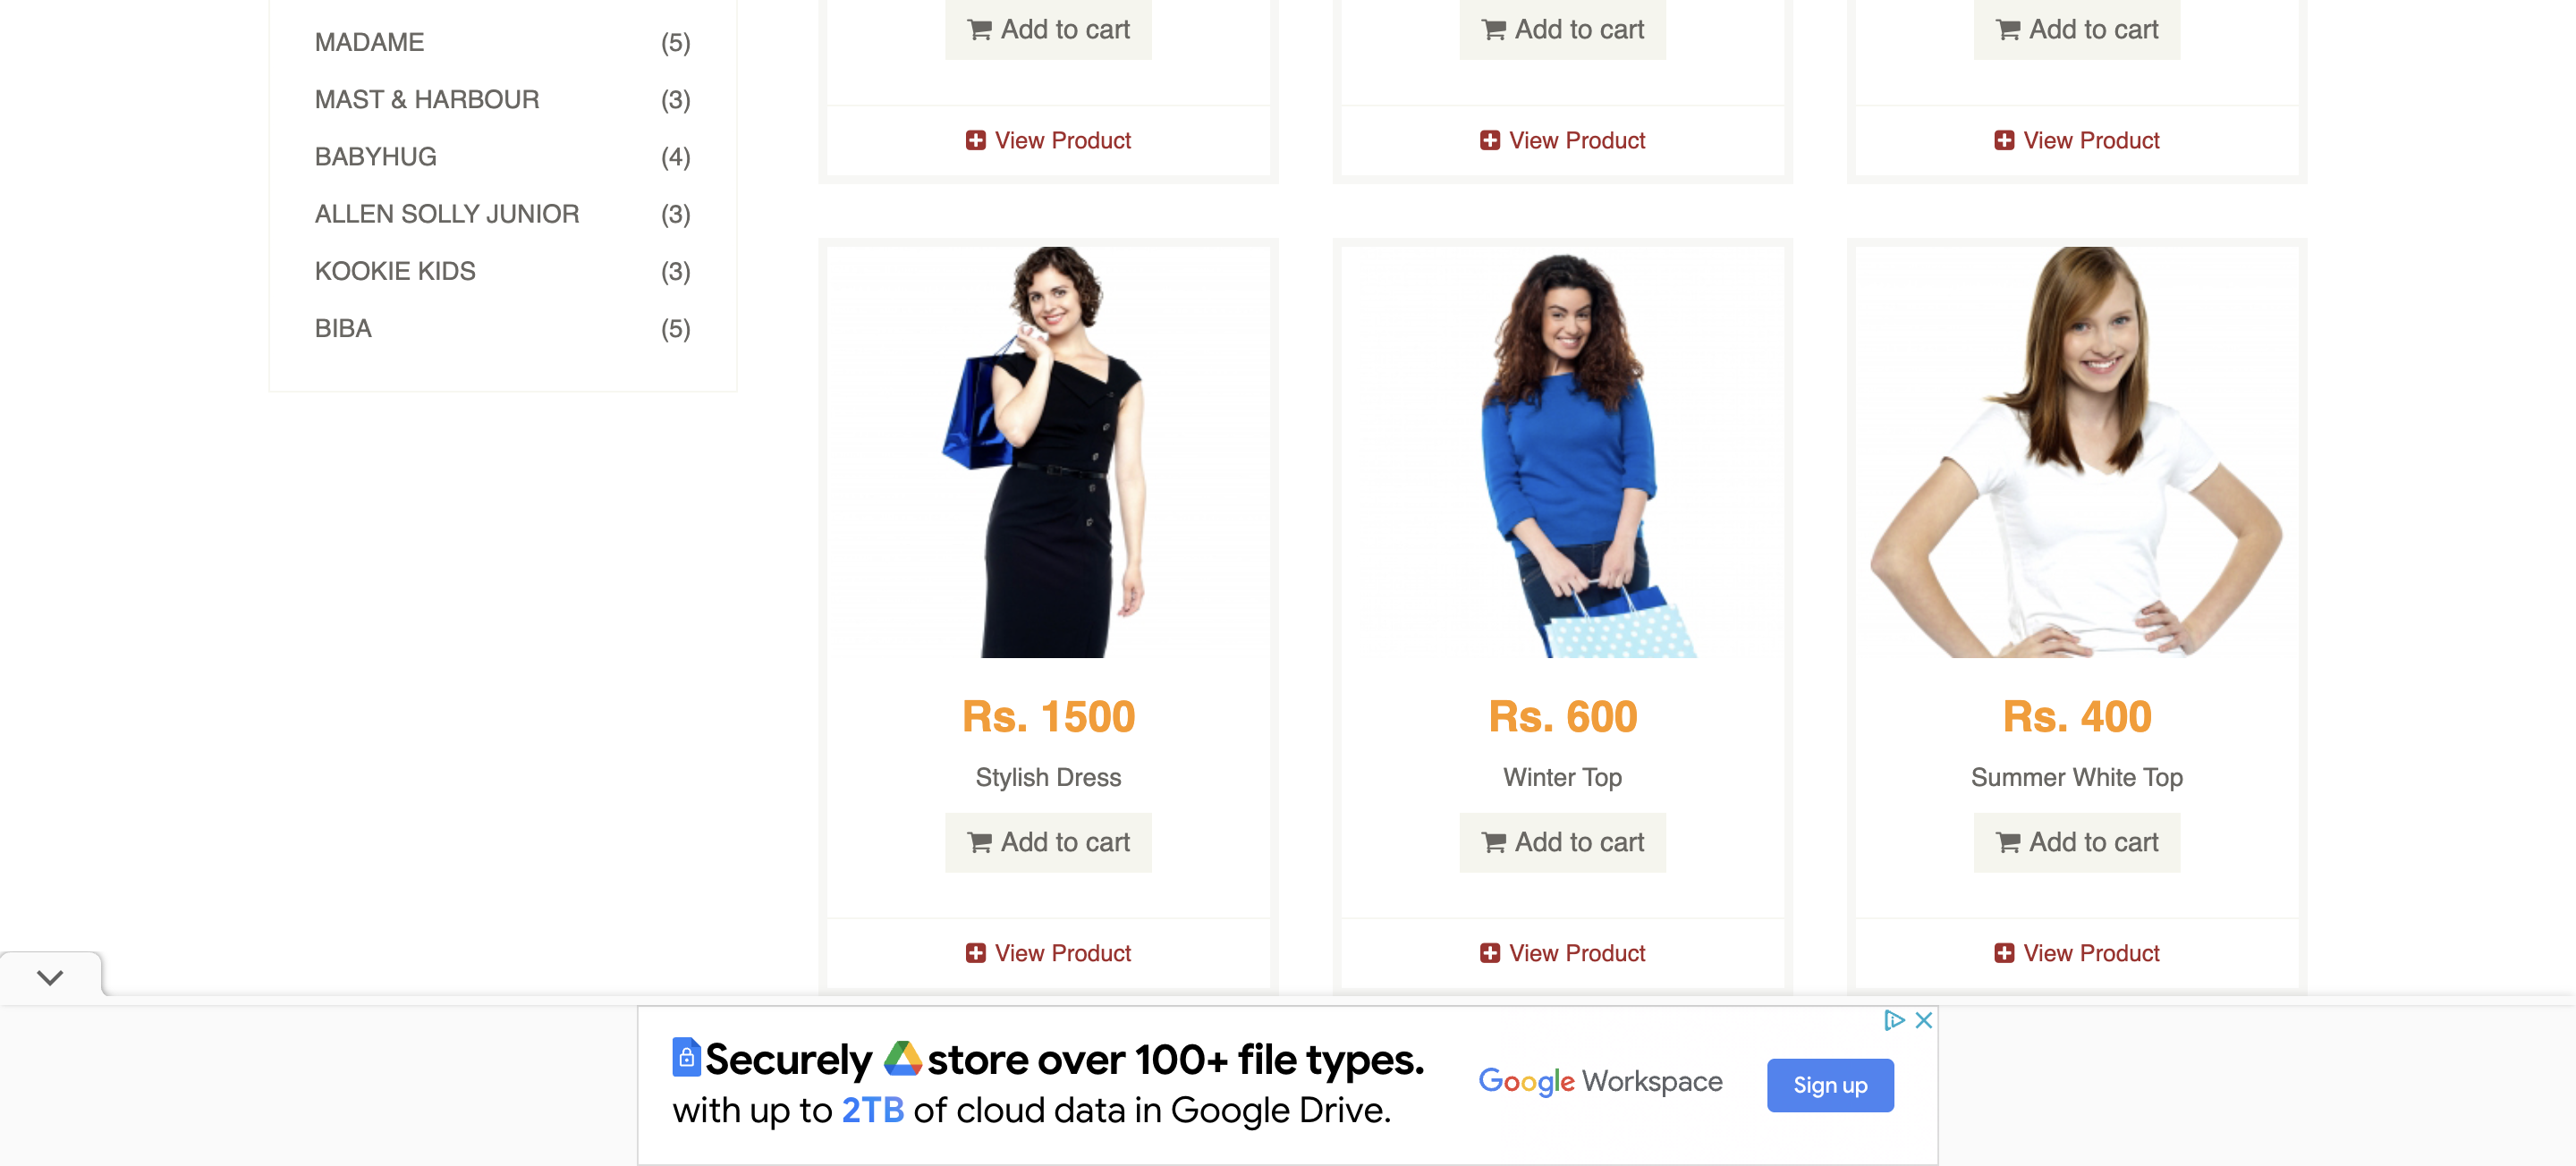 MADAME (5)
MAST & HARBOUR (3)
BABYHUG (4)
ALLEN SOLLY JUNIOR (3)
KOOKIE KIDS (3)
BIBA (5)
Add to cart Add to cart Add to cart
View Product View Product View Product
Rs. 1500 Rs. 600 Rs. 400
Stylish Dress Winter Top Summer White Top
Add to cart Add to cart Add to cart
View Product View Product View Product
Securely store over 100+ file types.
with up to 2TB of cloud data in Google Drive.
Google Workspace
Sign up